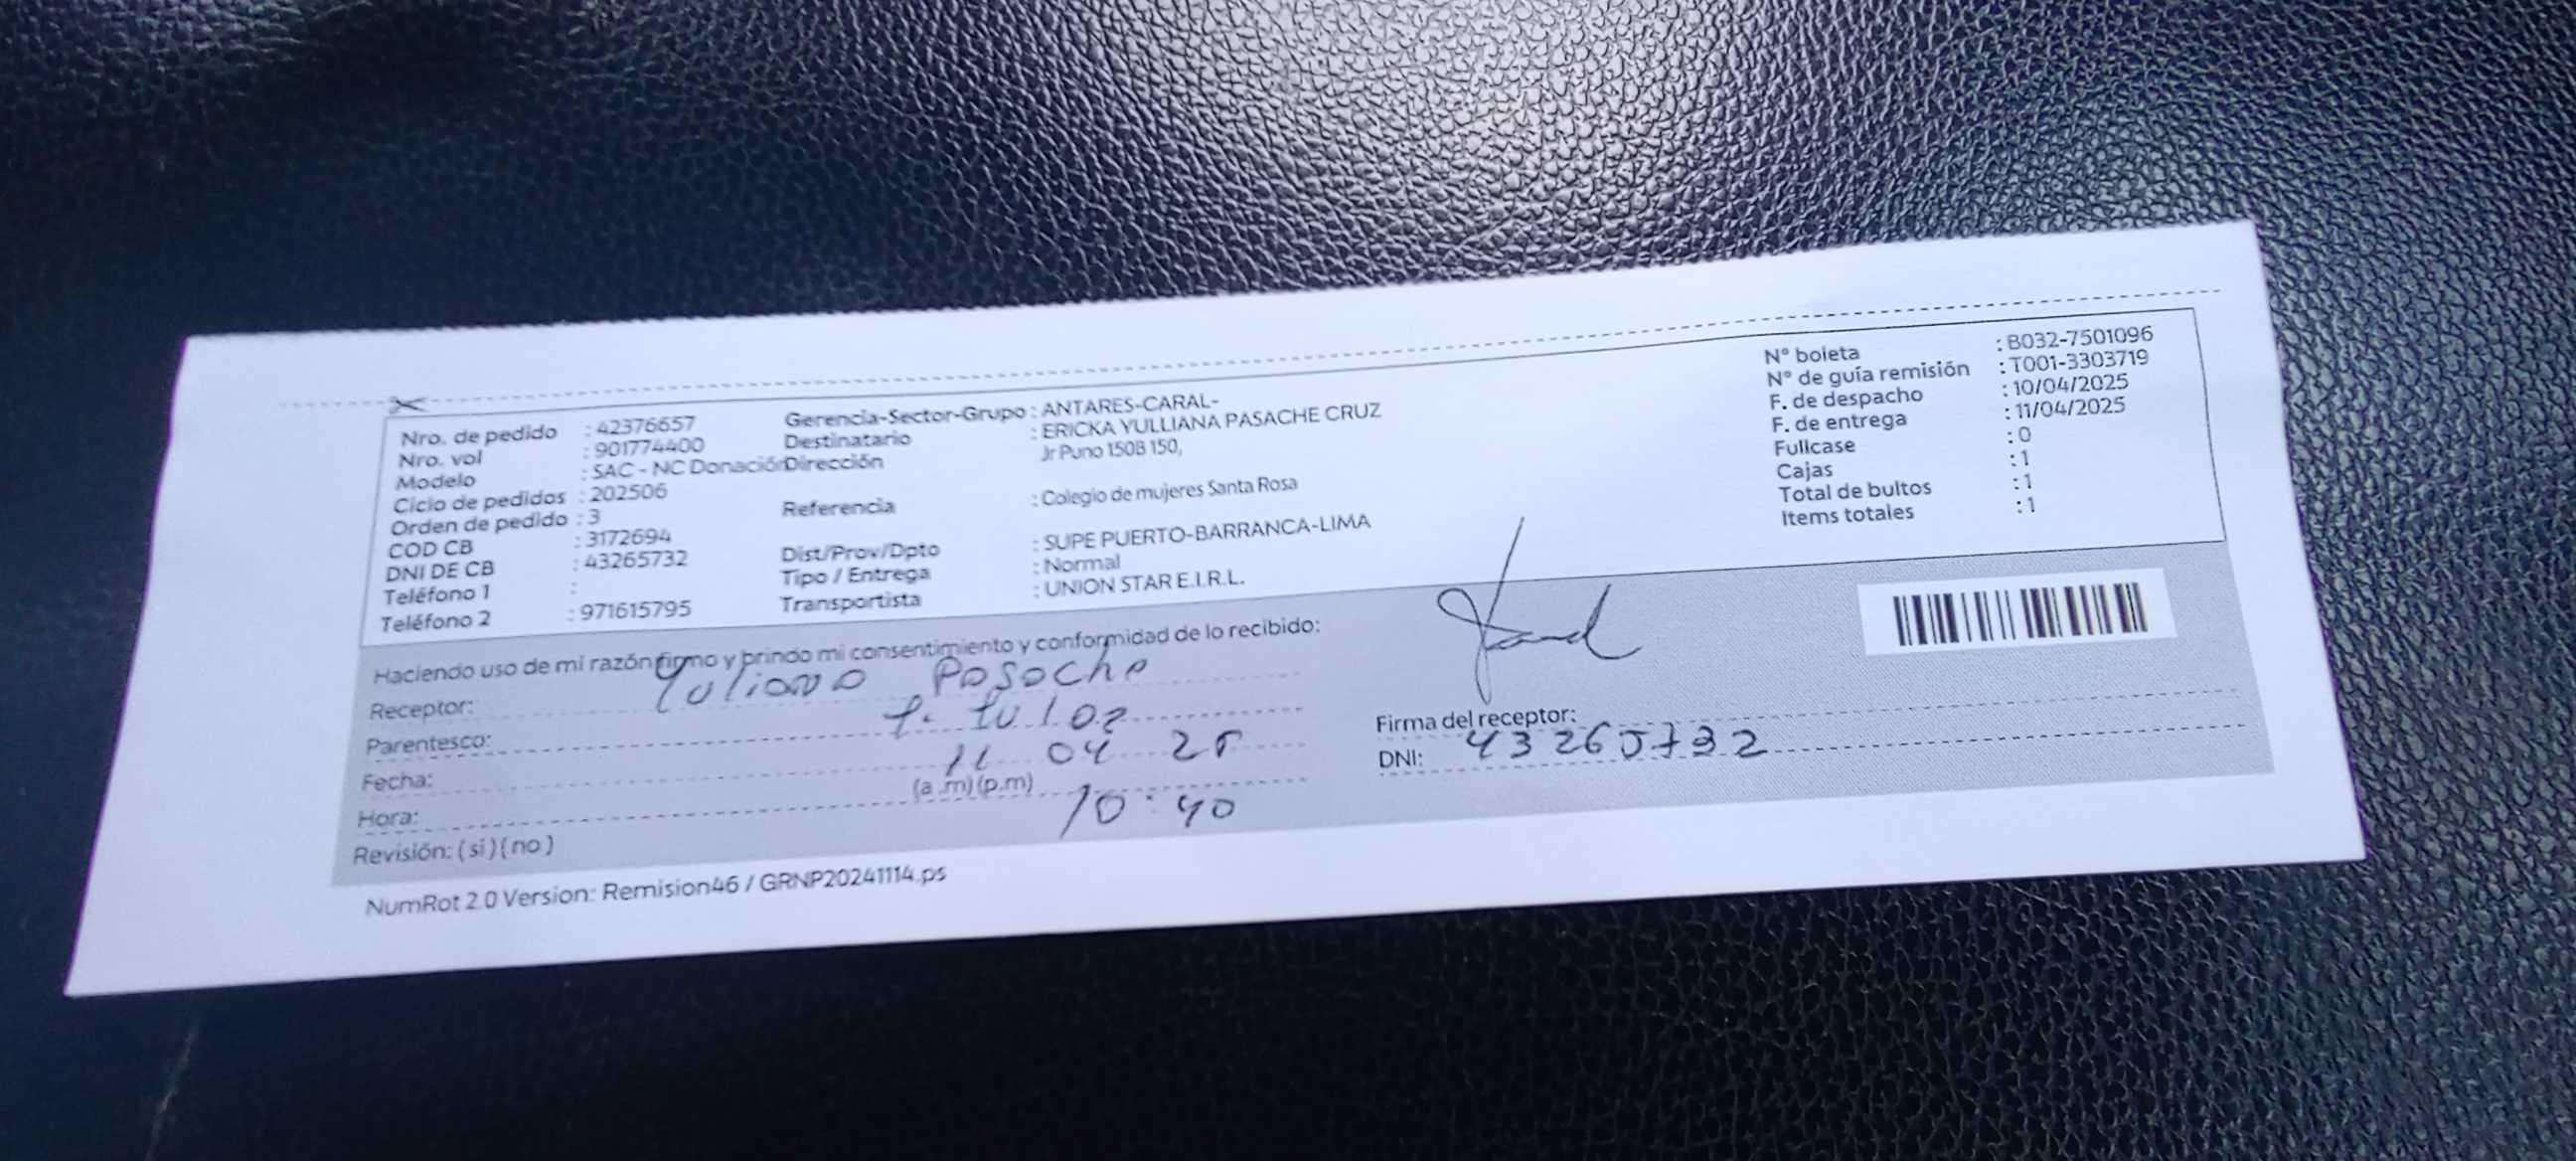 Nro. de pedido : 42376657
Nro. vol : 901774400
Modelo : SAC - NC Donación
Ciclo de pedidos : 202506
Orden de pedido : 3
COD CB : 3172694
DNI DE CB : 43265732
Teléfono 1 :
Teléfono 2 : 971615795
Gerencia-Sector-Grupo : ANTARES-CARAL-
Destinatario : ERICKA YULLIANA PASACHE CRUZ
Dirección Jr Puno 150B 150,
Referencia : Colegio de mujeres Santa Rosa
Dist/Prov/Dpto : SUPE PUERTO-BARRANCA-LIMA
Tipo / Entrega : Normal
Transportista : UNION STAR E.I.R.L.
N° boleta : B032-7501096
N° de guía remisión : T001-3303719
F. de despacho : 10/04/2025
F. de entrega : 11/04/2025
Fullcase : 0
Cajas : 1
Total de bultos : 1
Items totales : 1
Haciendo uso de mi razón firmo y brindo mi consentimiento y conformidad de lo recibido:
Receptor: Yuliana Pasache
Parentesco:
Fecha: 11 04 25
Hora: (a .m) (p.m) 10:40
Revisión: (si) (no)
Firma del receptor:
DNI: 43265732
NumRot 2.0 Version: Remision46 / GRNP20241114.ps